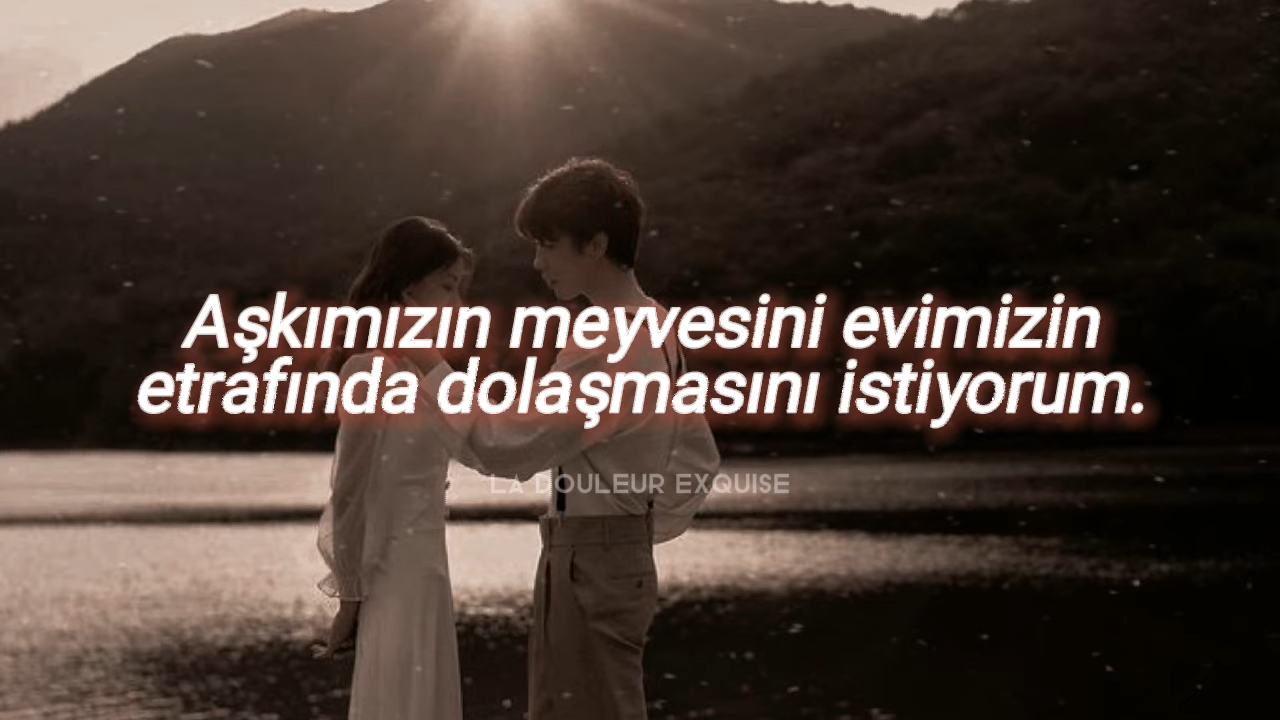 Aşkımızın meyvesini evimizin
etrafında dolaşmasını istiyorum.
LA DOULEUR EXQUISE